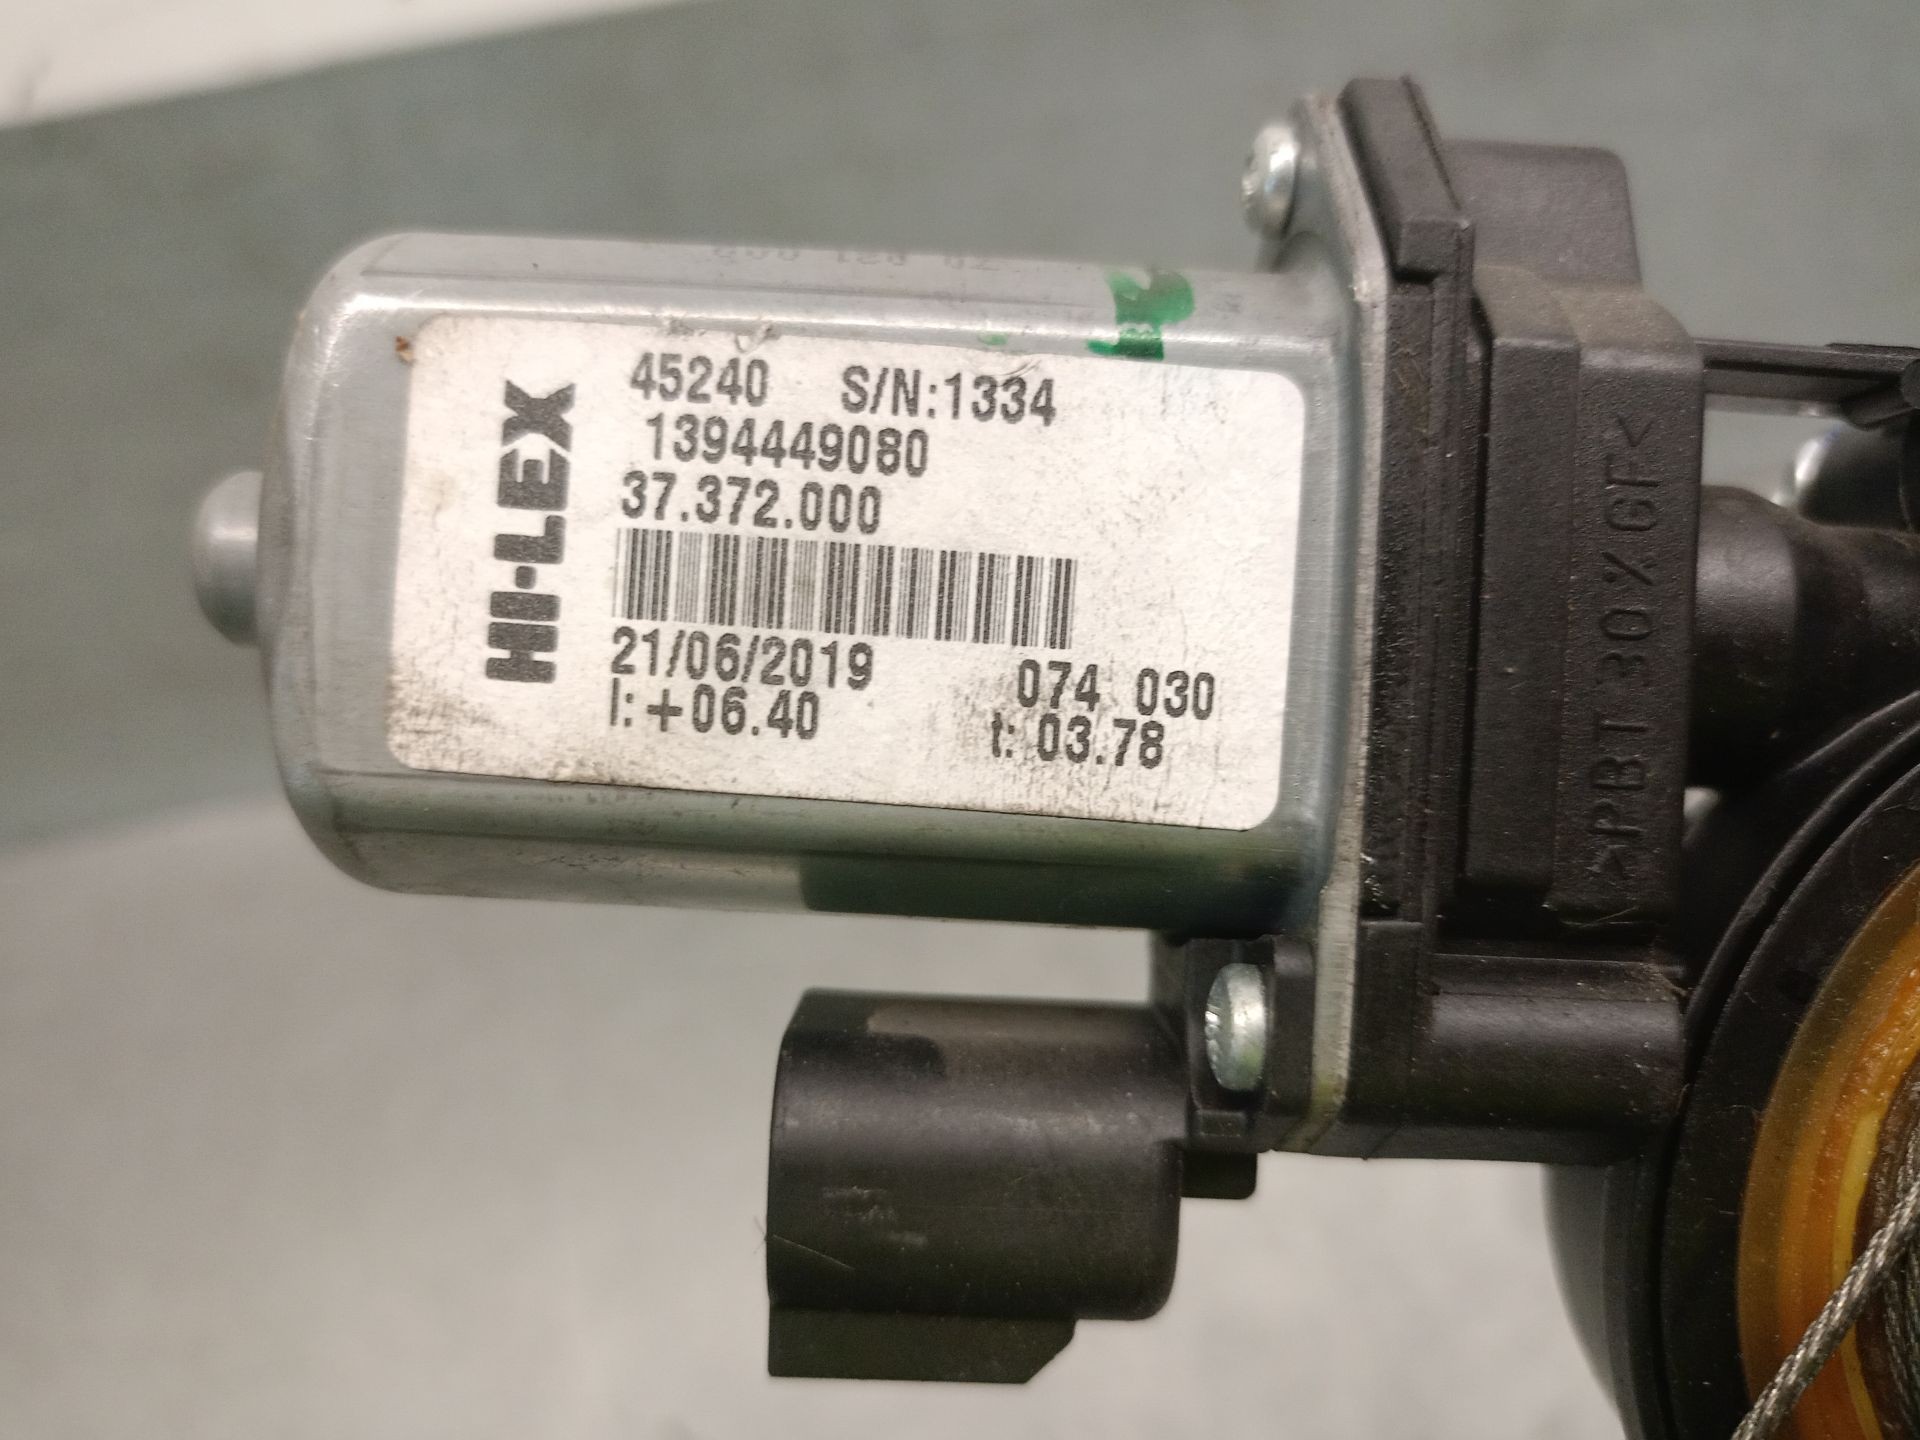 HI-LEX
45240 S/N:1334
1394449080
37.372.000
21/06/2019 074 030
I:+06.40 t: 03.78
>PBT 30%GF<